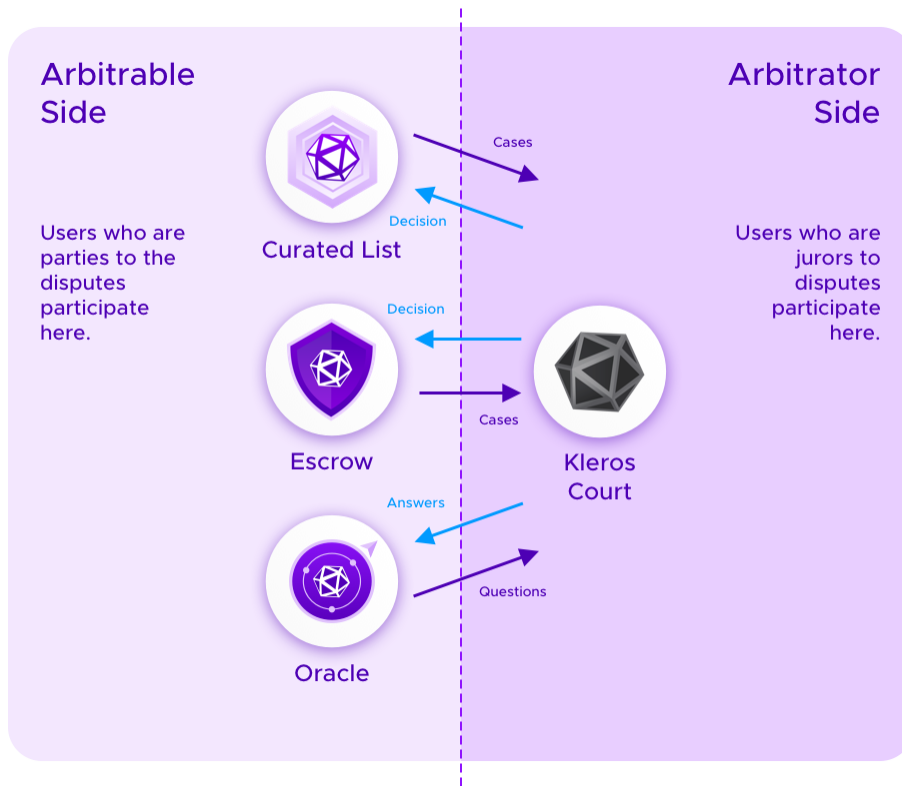 Arbitrable
Side
Arbitrator
Side
Users who are
parties to the
disputes
participate
here.
Users who are
jurors to
disputes
participate
here.
Cases
Decision
Curated List
Decision
Cases
Escrow
Kleros
Court
Answers
Questions
Oracle